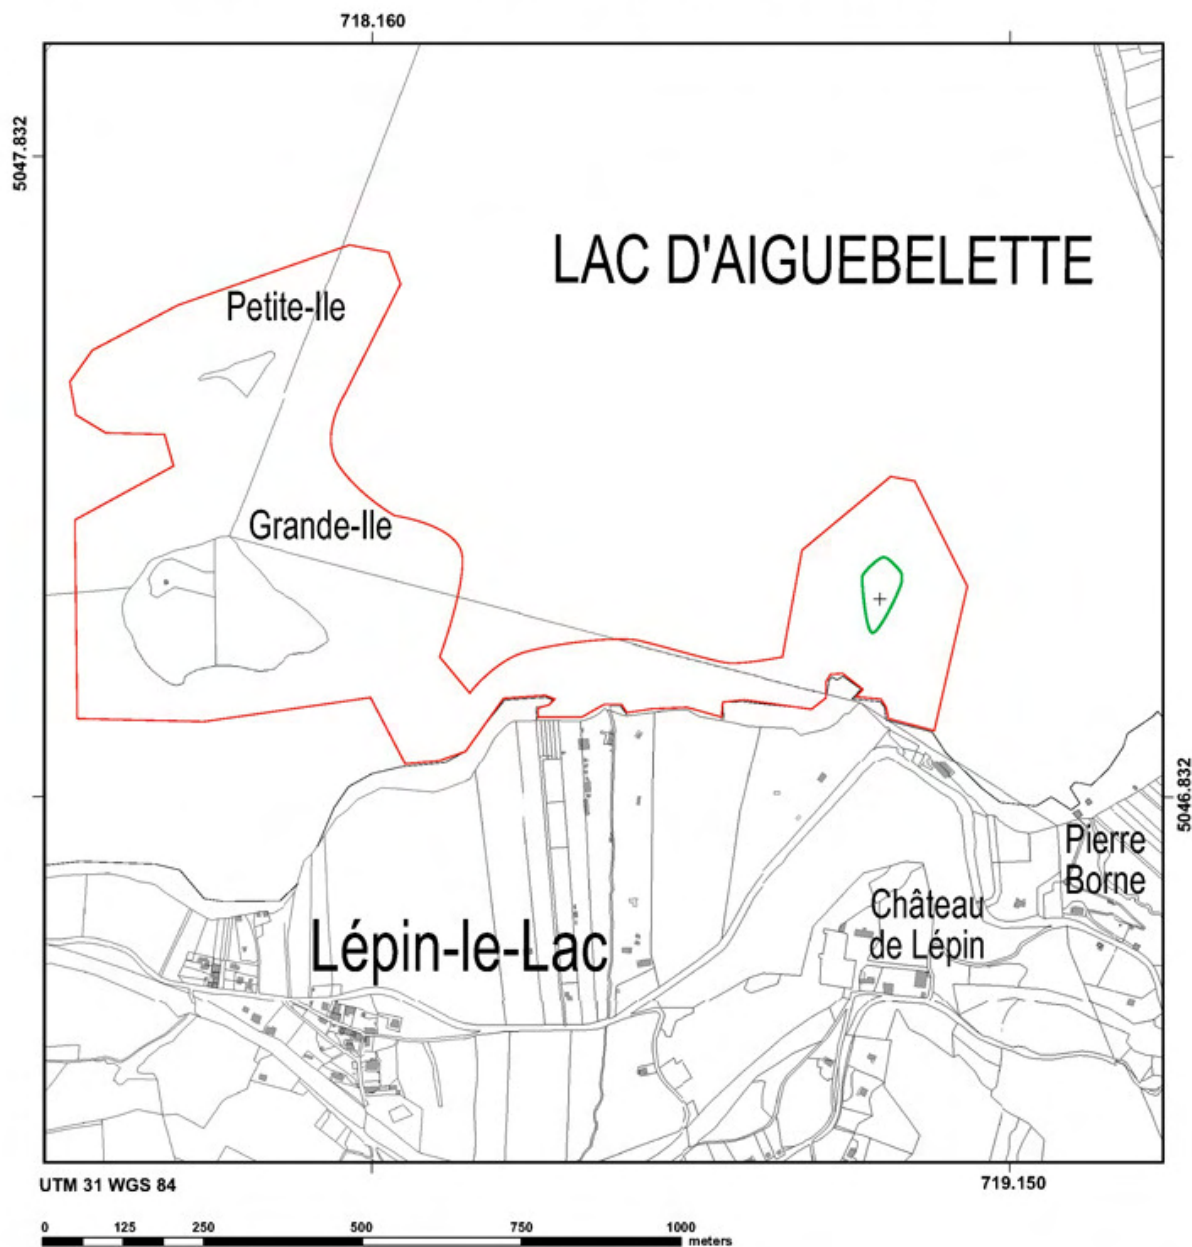 718.160
5047.832
LAC D'AIGUEBELETTE
Petite-Ile
Grande-Ile
5046.832
Pierre
Borne
Château
de Lépin
Lépin-le-Lac
UTM 31 WGS 84
719.150
0 125 250 500 750 1000
meters